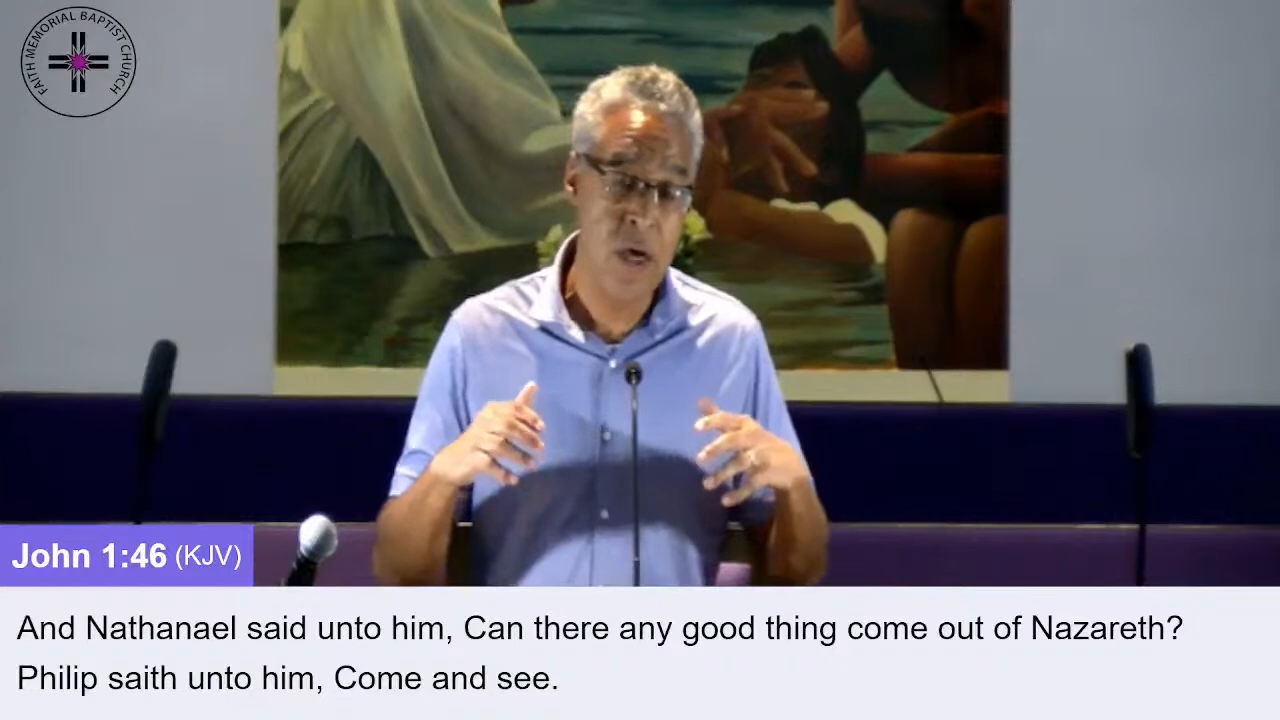 FAITH MEMORIAL BAPTIST CHURCH
John 1:46 (KJV)
And Nathanael said unto him, Can there any good thing come out of Nazareth?
Philip saith unto him, Come and see.